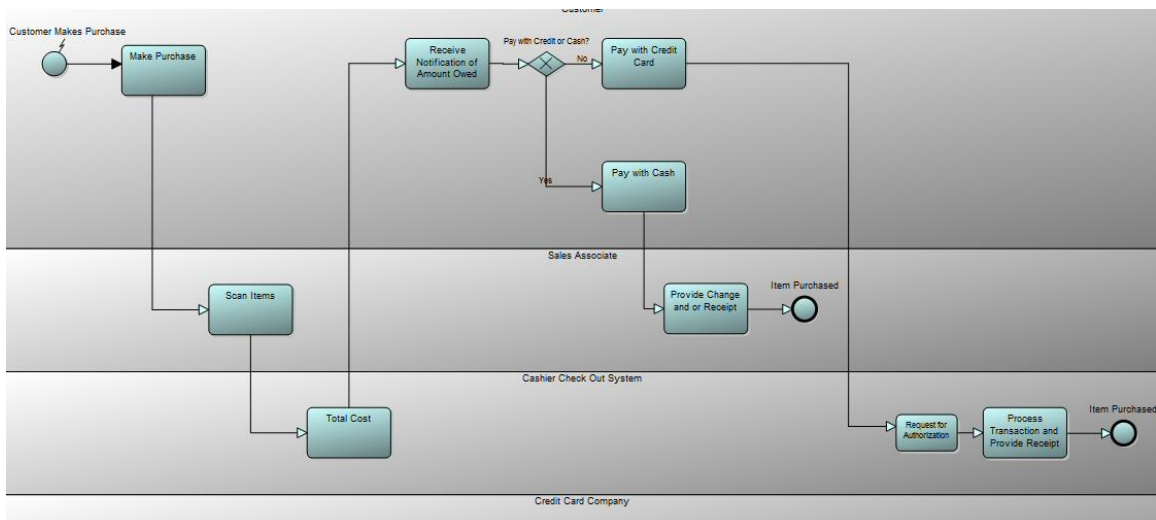 Customer
Customer Makes Purchase
Make Purchase
Receive
Notification of
Amount Owed
Pay with Credit or Cash?
No
Pay with Credit
Card
Yes
Pay with Cash
Sales Associate
Scan Items
Provide Change
and or Receipt
Item Purchased
Cashier Check Out System
Total Cost
Request for
Authorization
Process
Transaction and
Provide Receipt
Item Purchased
Credit Card Company